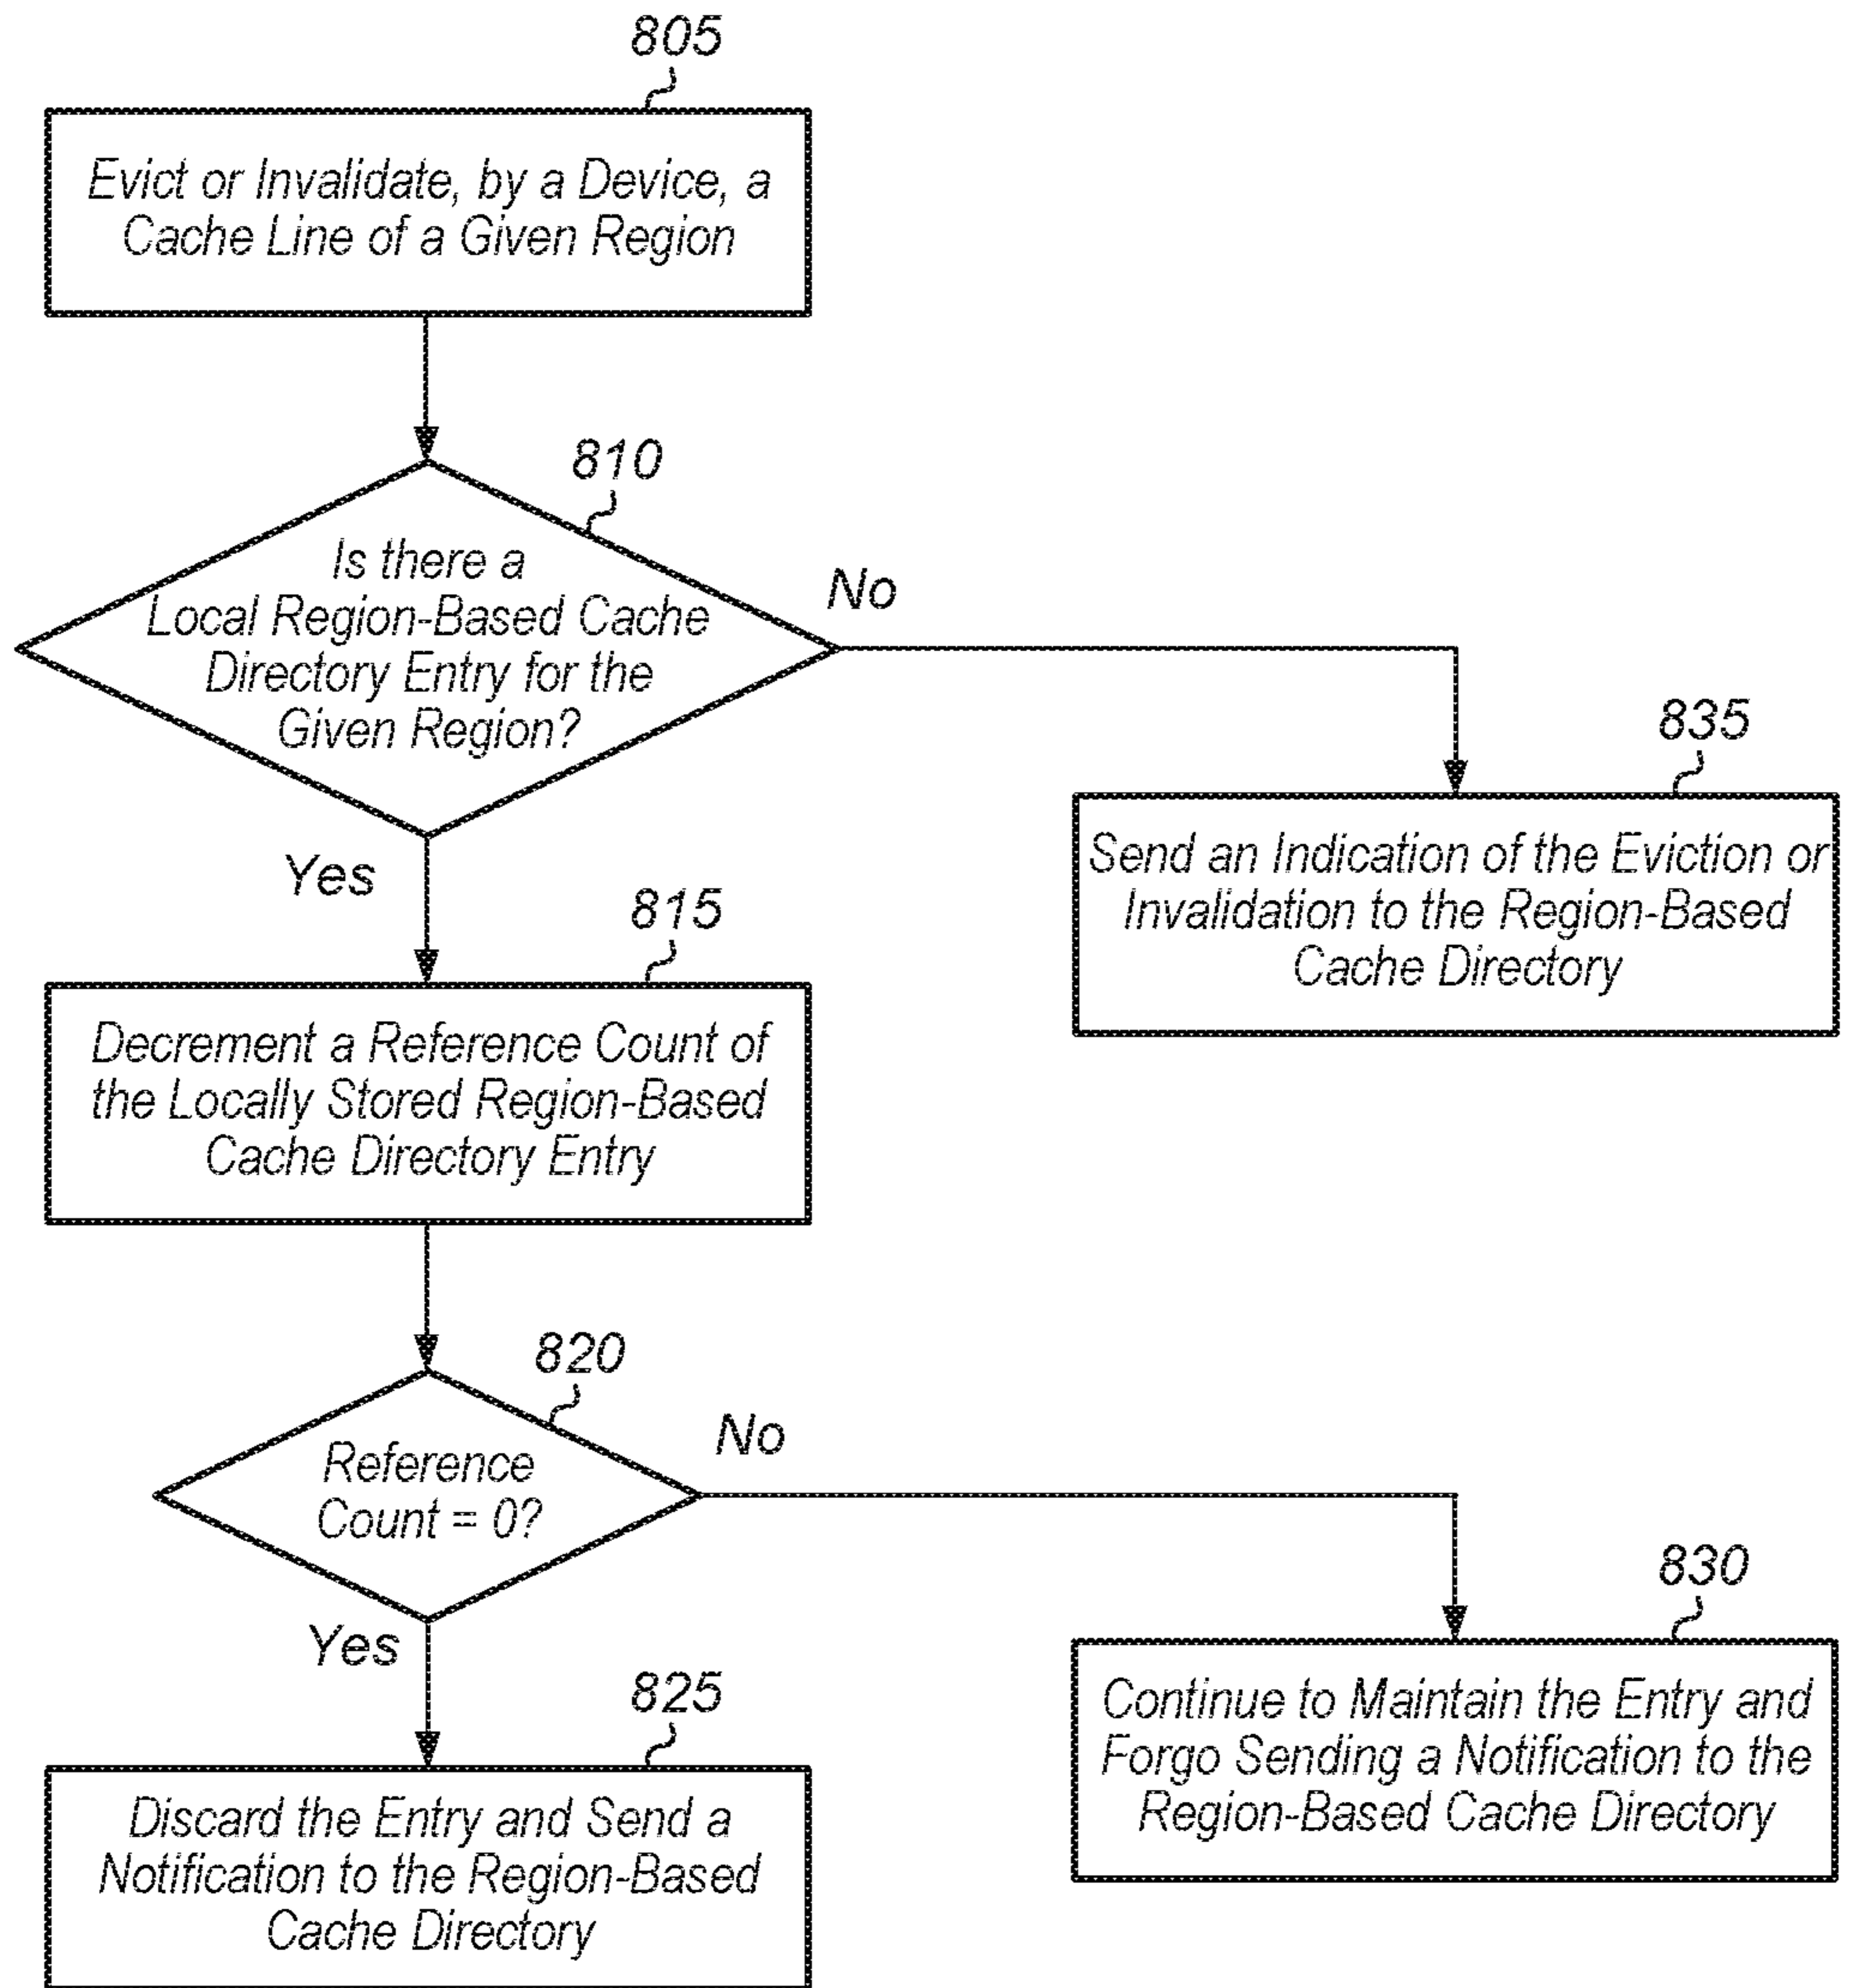 805
Evict or Invalidate, by a Device, a
Cache Line of a Given Region
810
Is there a
Local Region-Based Cache
Directory Entry for the
Given Region?
No
Yes
835
Send an Indication of the Eviction or
Invalidation to the Region-Based
Cache Directory
815
Decrement a Reference Count of
the Locally Stored Region-Based
Cache Directory Entry
820
Reference
Count = 0?
No
Yes
830
Continue to Maintain the Entry and
Forgo Sending a Notification to the
Region-Based Cache Directory
825
Discard the Entry and Send a
Notification to the Region-Based
Cache Directory